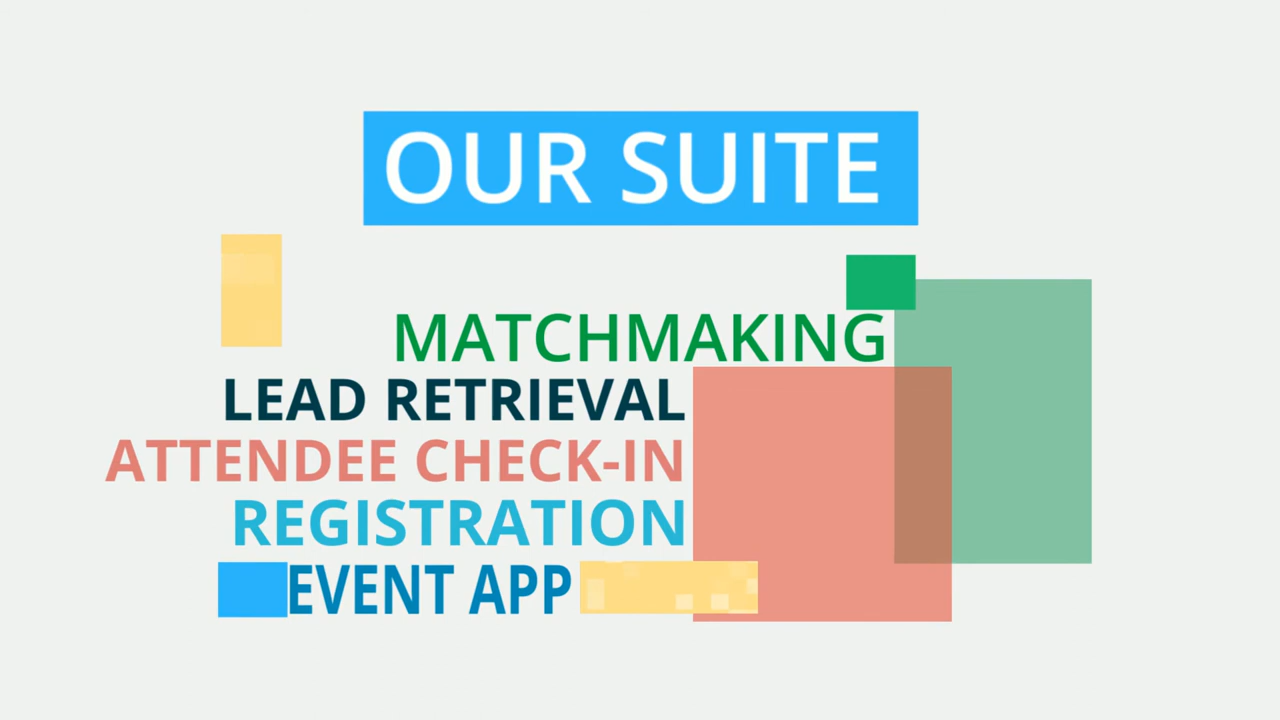 OUR SUITE
MATCHMAKING
LEAD RETRIEVAL
ATTENDEE CHECK-IN
REGISTRATION
EVENT APP